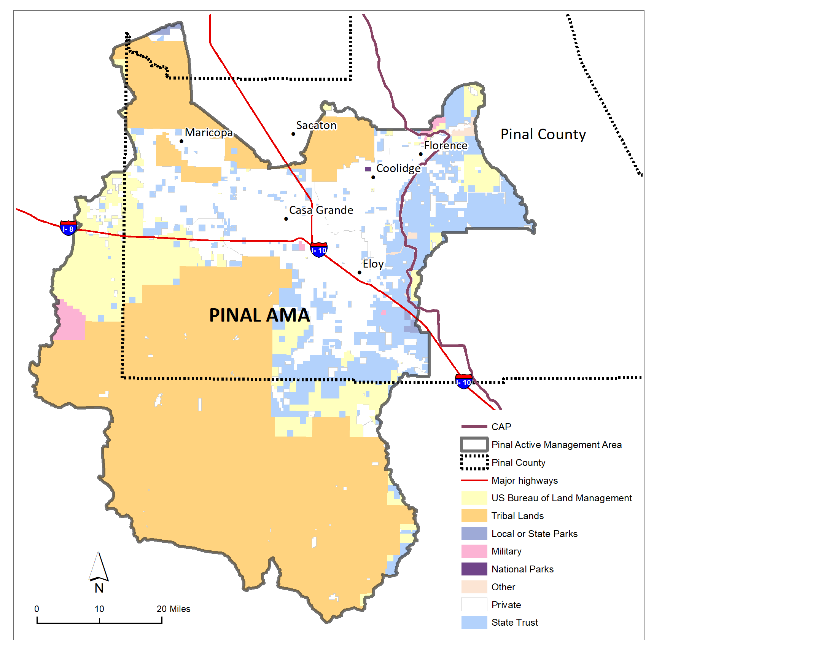 Sacaton
Maricopa
Pinal County
Florence
Coolidge
Casa Grande
I- 8
I- 10
Eloy
PINAL AMA
I- 10
CAP
Pinal Active Management Area
Pinal County
Major highways
US Bureau of Land Management
Tribal Lands
Local or State Parks
Military
National Parks
Other
Private
State Trust
N
0 10 20 Miles